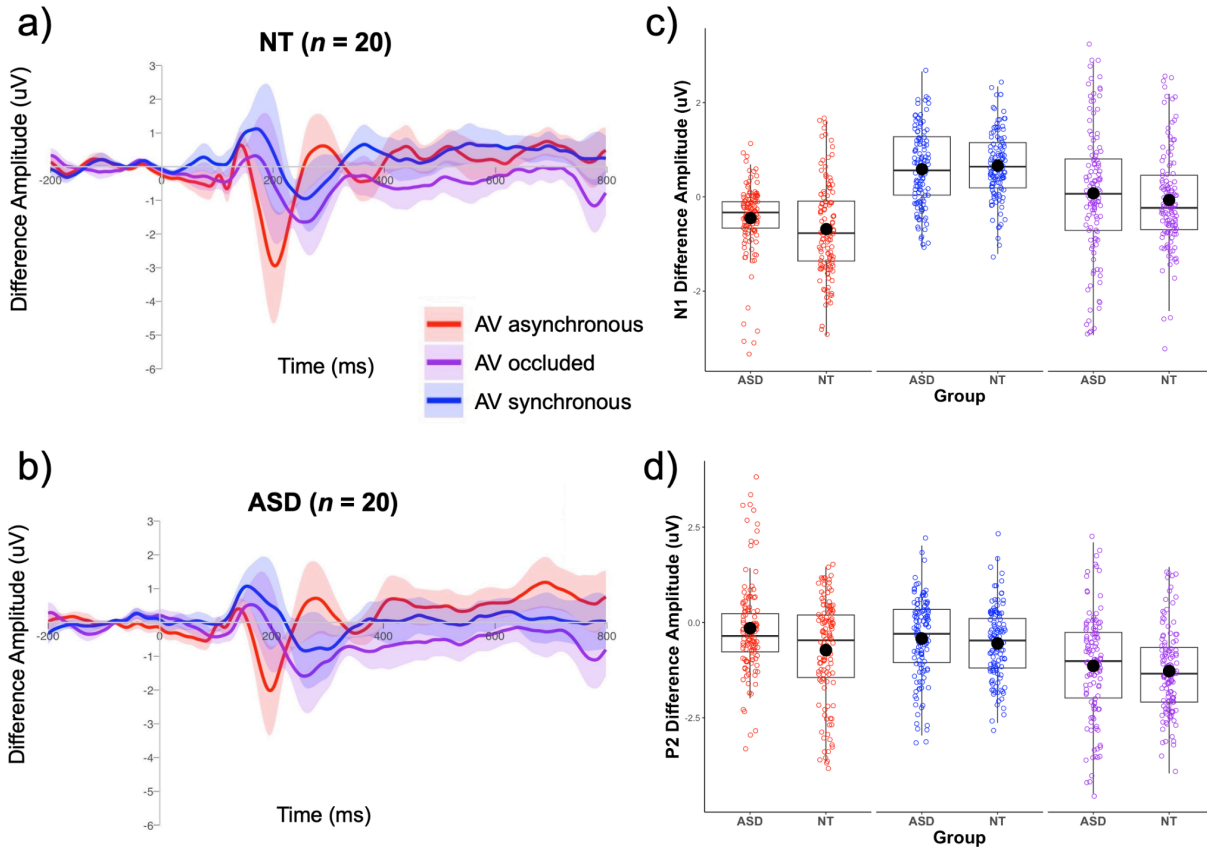 a)
NT (n = 20)
Difference Amplitude (uV)
3
2
1
0
-1
-2
-3
-4
-5
-6
-200
0
200
400
600
800
Time (ms)
AV asynchronous
AV occluded
AV synchronous
b)
ASD (n = 20)
Difference Amplitude (uV)
3
2
1
0
-1
-2
-3
-4
-5
-6
-200
0
200
400
600
800
Time (ms)
c)
N1 Difference Amplitude (uV)
2
0
-2
ASD NT ASD NT ASD NT
Group
d)
P2 Difference Amplitude (uV)
2.5
0.0
-2.5
ASD NT ASD NT ASD NT
Group